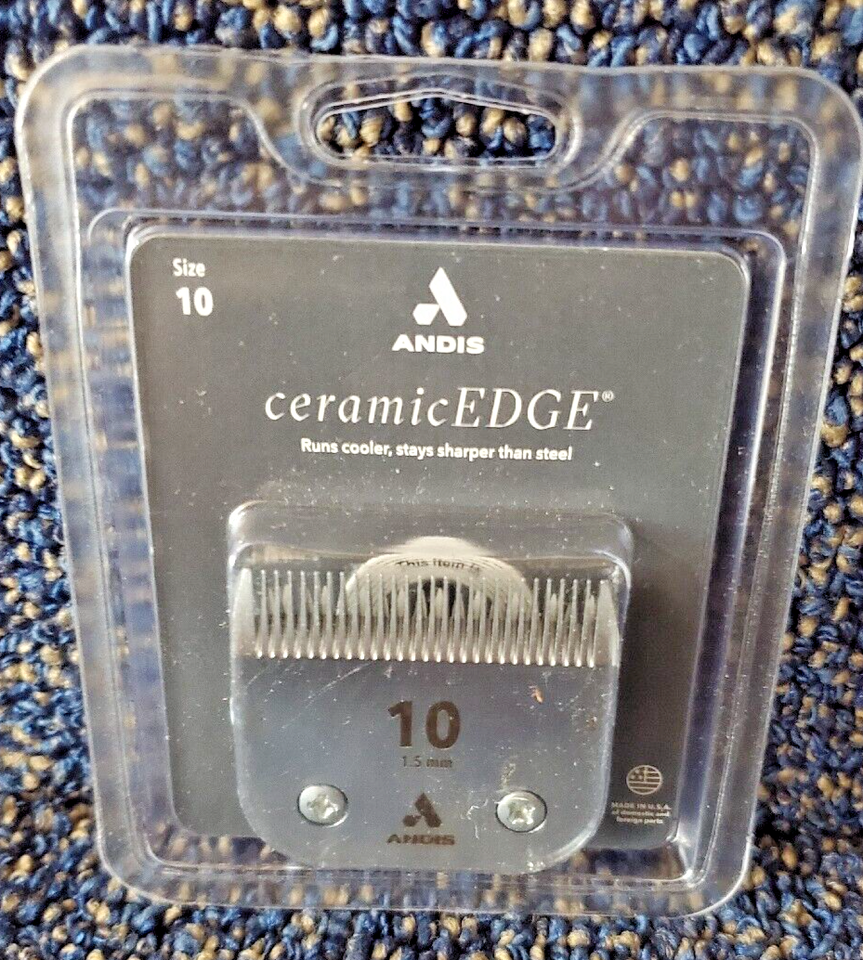 Size
10
ANDIS
ceramicEDGE®
Runs cooler, stays sharper than steel
This item is
10
1.5 mm
ANDIS
MADE IN U.S.A.
of domestic and
foreign parts